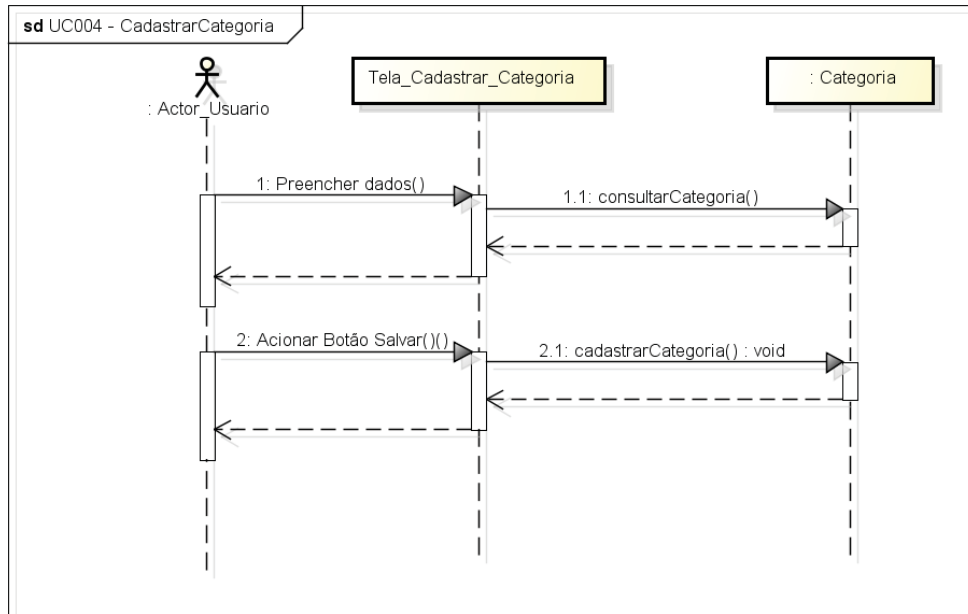 sd UC004 - CadastrarCategoria
: Actor_Usuario
Tela_Cadastrar_Categoria
: Categoria
1: Preencher dados()
1.1: consultarCategoria()
2: Acionar Botão Salvar()()
2.1: cadastrarCategoria() : void